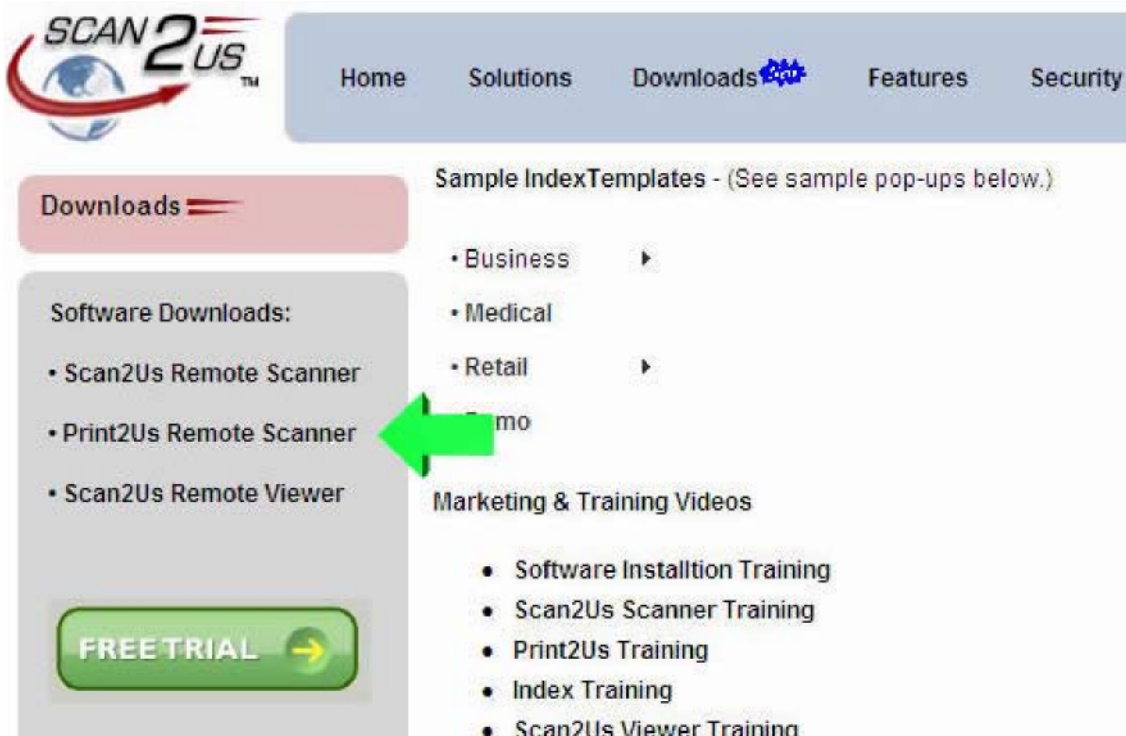 SCAN2US TM
Home Solutions Downloads Features Security
Downloads
Software Downloads:
• Scan2Us Remote Scanner
• Print2Us Remote Scanner
• Scan2Us Remote Viewer
FREE TRIAL
Sample IndexTemplates - (See sample pop-ups below.)
• Business
• Medical
• Retail
mo
Marketing & Training Videos
• Software Installtion Training
• Scan2Us Scanner Training
• Print2Us Training
• Index Training
• Scan2Us Viewer Training